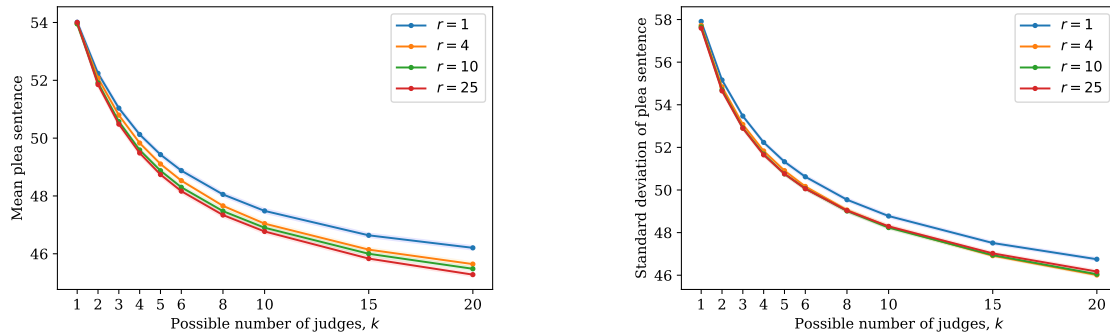 54
52
50
48
46
Mean plea sentence
1 2 3 4 5 6 8 10 15 20
Possible number of judges, k
r = 1
r = 4
r = 10
r = 25
58
56
54
52
50
48
46
Standard deviation of plea sentence
1 2 3 4 5 6 8 10 15 20
Possible number of judges, k
r = 1
r = 4
r = 10
r = 25